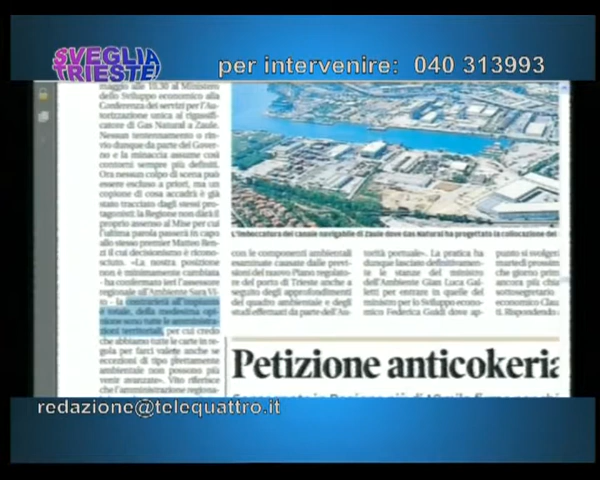 SVEGLIA
TRIESTE!
per intervenire: 040 313993
maggio alle 10.30 al Ministero
dello Sviluppo economico alla
Conferenza dei servizi per l'Au-
torizzazione unica al rigassifi-
catore di Gas Natural a Zaule.
Nessun tentennamento o rin-
vio dunque da parte del Gover-
no e la minaccia assume così
contorni sempre più definiti.
Ora nessun colpo di scena può
essere escluso a priori, ma un
copione di cosa accadrà è già
stato tracciato dagli stessi pro-
tagonisti: la Regione non darà il
proprio assenso al Mise per cui
l'ultima parola passerà in capo
allo stesso premier Matteo Ren-
zi il cui decisionismo è ricono-
sciuto. «La nostra posizione
non è minimamente cambiata
- ha confermato ieri l'assessore
regionale all'Ambiente Sara Vi-
to - la contrarietà all'impianto
è totale, della medesima opi-
nione sono tutte le amministra-
zioni territoriali, per cui credo
che abbiamo tutte le carte in re-
gola per farci valere anche se
eccezioni di tipo prettamente
ambientale non possono più
venir avanzate». Vito riferisce
che l'amministrazione regiona-
L'imboccatura del canale navigabile di Zaule dove Gas Natural ha progettato la collocazione del
con le componenti ambientali
esaminate causate dalle previ-
sioni del nuovo Piano regolato-
re del porto di Trieste anche a
seguito degli approfondimenti
del quadro ambientale e degli
studi effettuati da parte dell'Au-
torità portuale». La pratica ha
dunque lasciato definitivamen-
te le stanze del ministro
dell'Ambiente Gian Luca Gal-
letti per entrare in quelle del
ministro per lo Sviluppo econo-
mico Federica Guidi dove ap-
punto si svolger
martedì prossim
che giorno prim
ancora più chia
sottosegretario
economico Clau
ti. Rispondendo
Petizione anticokeria
redazione@telequattro.it